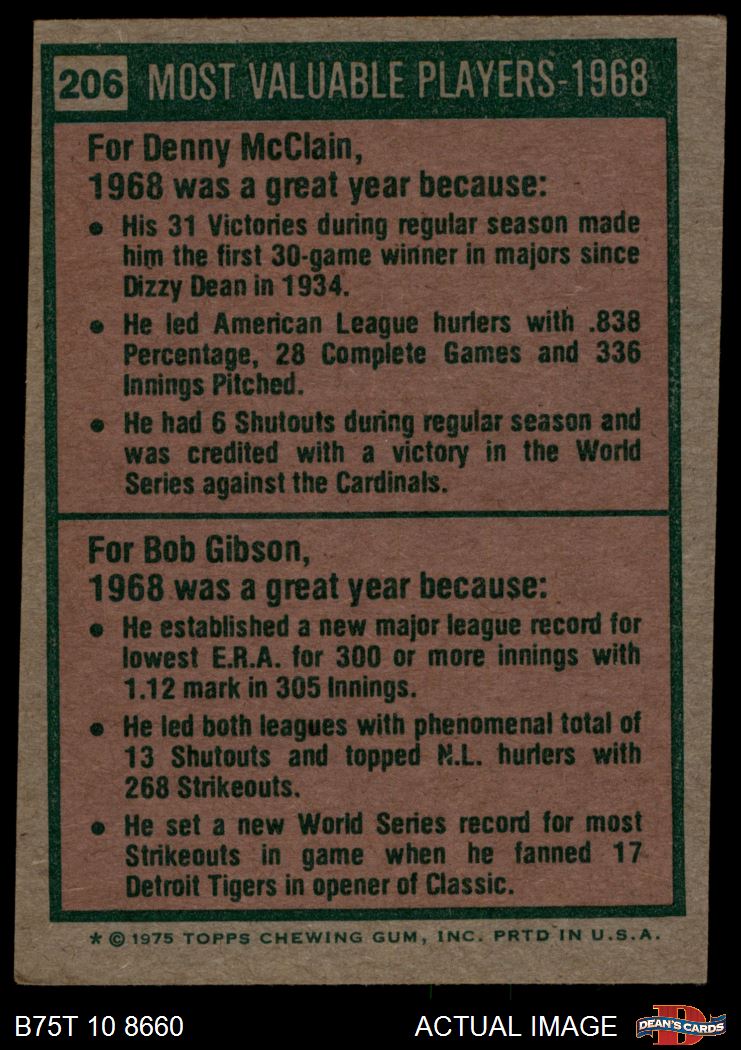 206 MOST VALUABLE PLAYERS-1968
For Denny McClain,
1968 was a great year because:
• His 31 Victories during regular season made
him the first 30-game winner in majors since
Dizzy Dean in 1934.
• He led American League hurlers with .838
Percentage, 28 Complete Games and 336
Innings Pitched.
• He had 6 Shutouts during regular season and
was credited with a victory in the World
Series against the Cardinals.
For Bob Gibson,
1968 was a great year because:
• He established a new major league record for
lowest E.R.A. for 300 or more innings with
1.12 mark in 305 Innings.
• He led both leagues with phenomenal total of
13 Shutouts and topped N.L. hurlers with
268 Strikeouts.
• He set a new World Series record for most
Strikeouts in game when he fanned 17
Detroit Tigers in opener of Classic.
* © 1975 TOPPS CHEWING GUM, INC. PRTD IN U.S.A.
B75T 10 8660 ACTUAL IMAGE DEAN'S CARDS